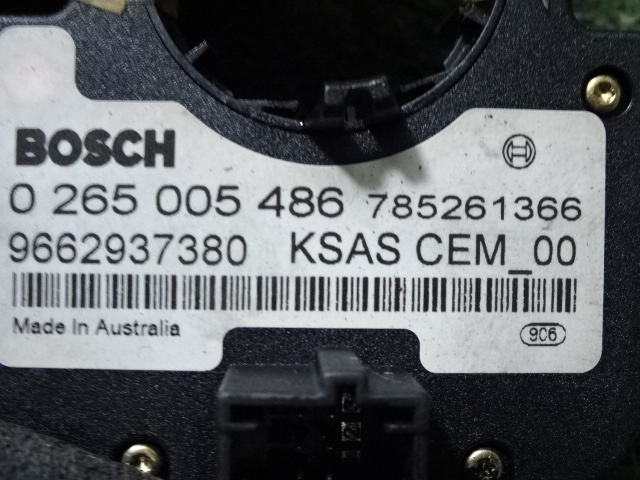 BOSCH
0 265 005 486 785261366
9662937380 KSAS CEM_00
Made In Australia
906